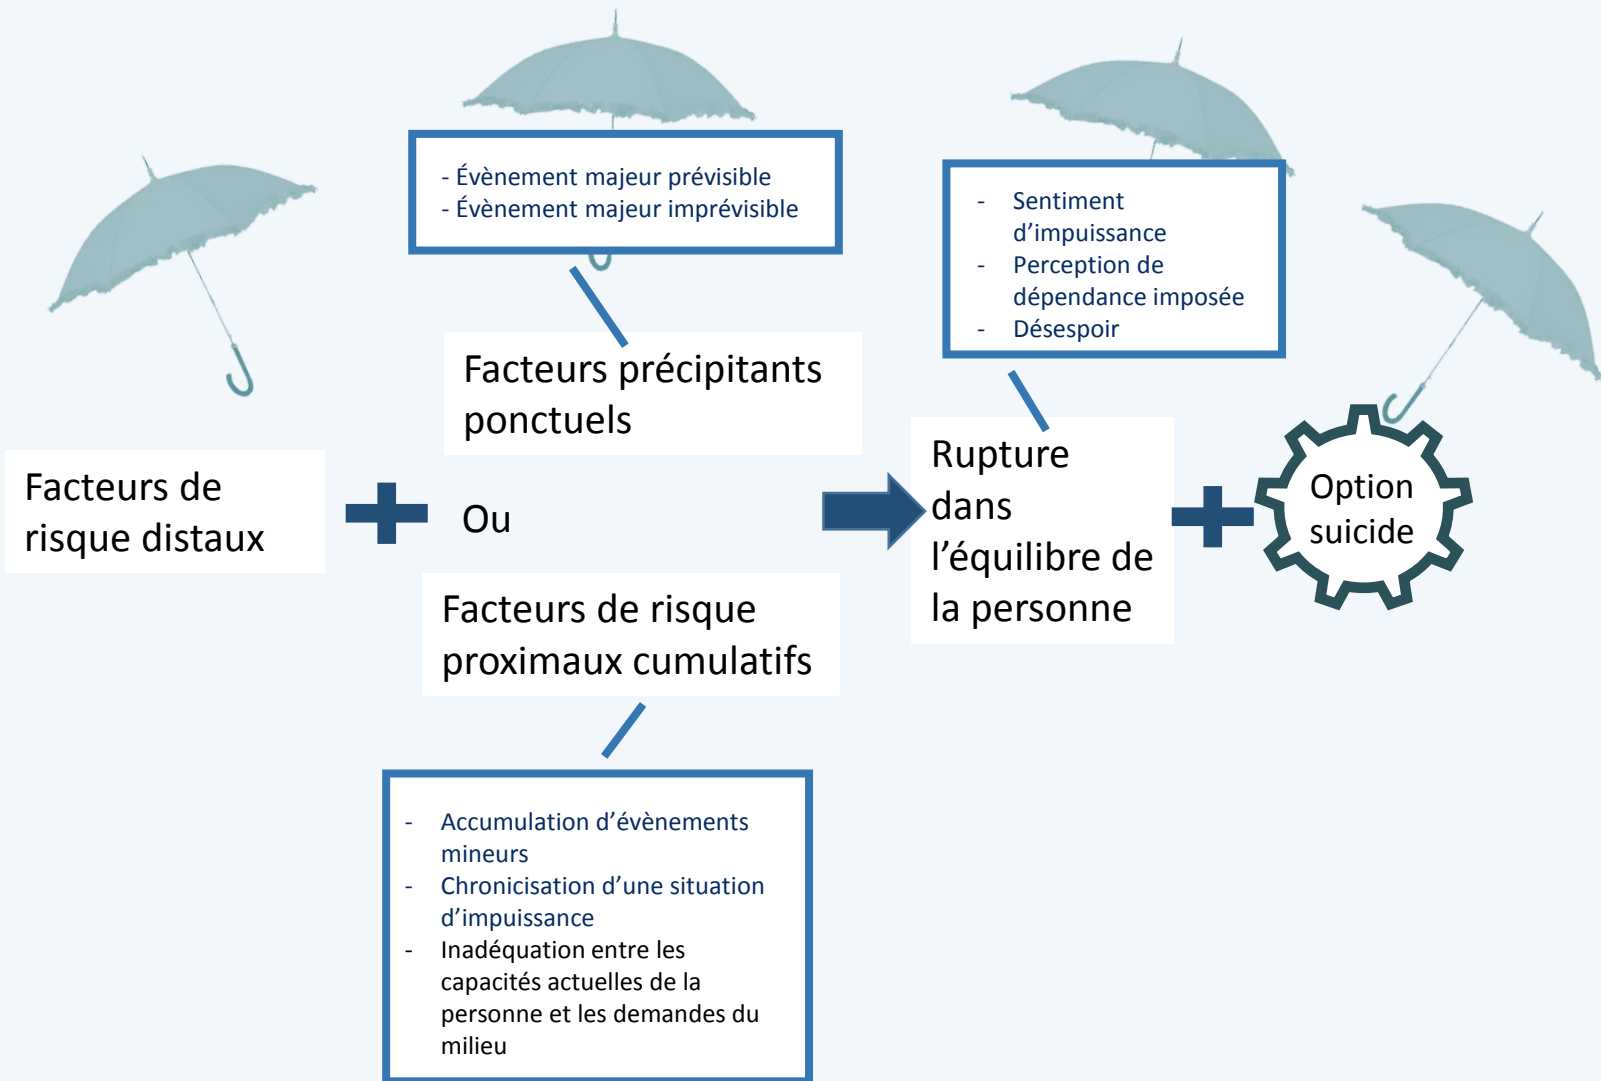 - Évènement majeur prévisible
- Évènement majeur imprévisible
- Sentiment
d’impuissance
- Perception de
dépendance imposée
- Désespoir
Facteurs précipitants
ponctuels
Facteurs de
risque distaux
Ou
Rupture
dans
l’équilibre de
la personne
Option
suicide
Facteurs de risque
proximaux cumulatifs
- Accumulation d’évènements
mineurs
- Chronicisation d’une situation
d’impuissance
- Inadéquation entre les
capacités actuelles de la
personne et les demandes du
milieu